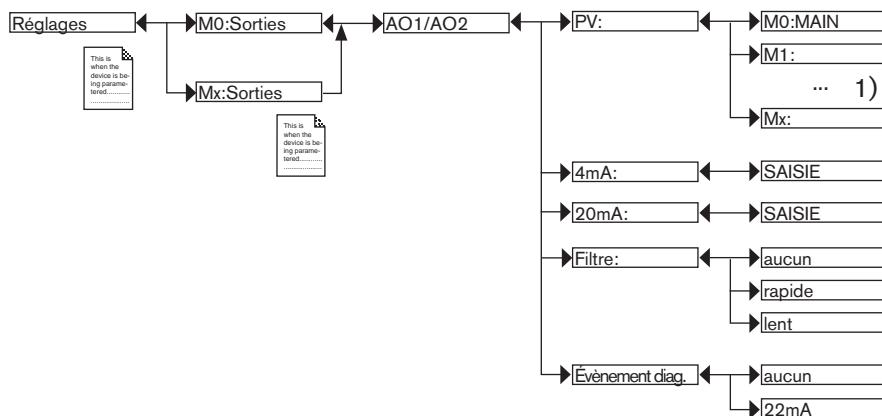 Réglages
M0:Sorties
AO1/AO2
PV:
M0:MAIN
M1:
... 1)
Mx:
This is
when the
device is be-
ing parame-
tered............
.....................
Mx:Sorties
This is
when the
device is be-
ing parame-
tered............
.....................
4mA:
SAISIE
20mA:
SAISIE
Filtre:
aucun
rapide
lent
Évènement diag.
aucun
22mA